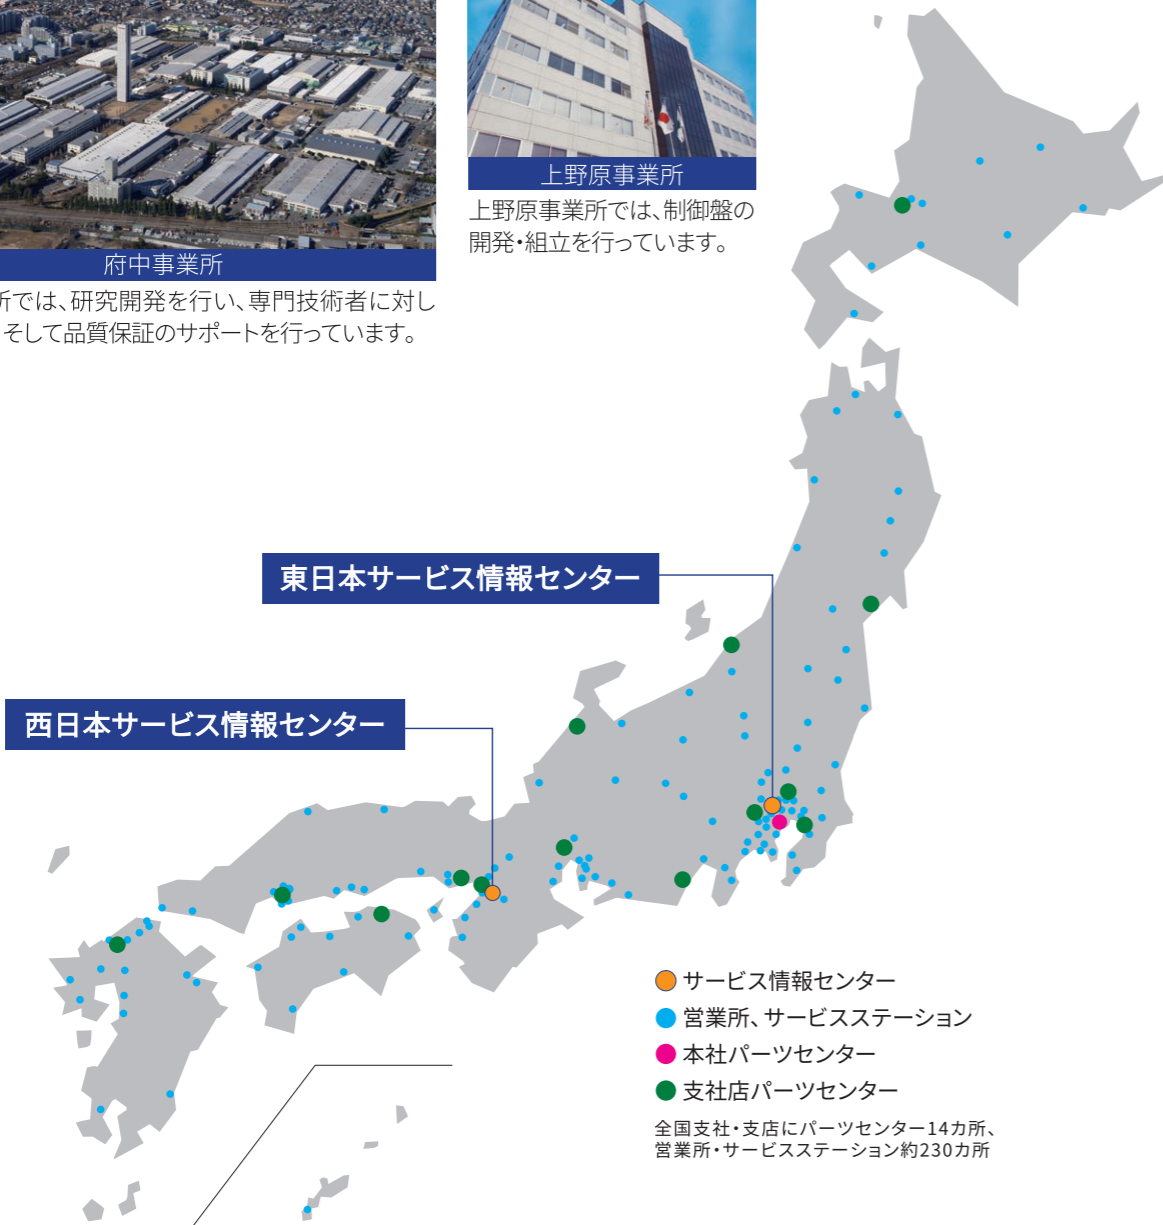 府中事業所
所では、研究開発を行い、専門技術者に対し
そして品質保証のサポートを行っています。
上野原事業所
上野原事業所では、制御盤の
開発・組立を行っています。
東日本サービス情報センター
西日本サービス情報センター
サービス情報センター
営業所、サービスステーション
本社パーツセンター
支社店パーツセンター
全国支社・支店にパーツセンター14カ所、
営業所・サービスステーション約230カ所